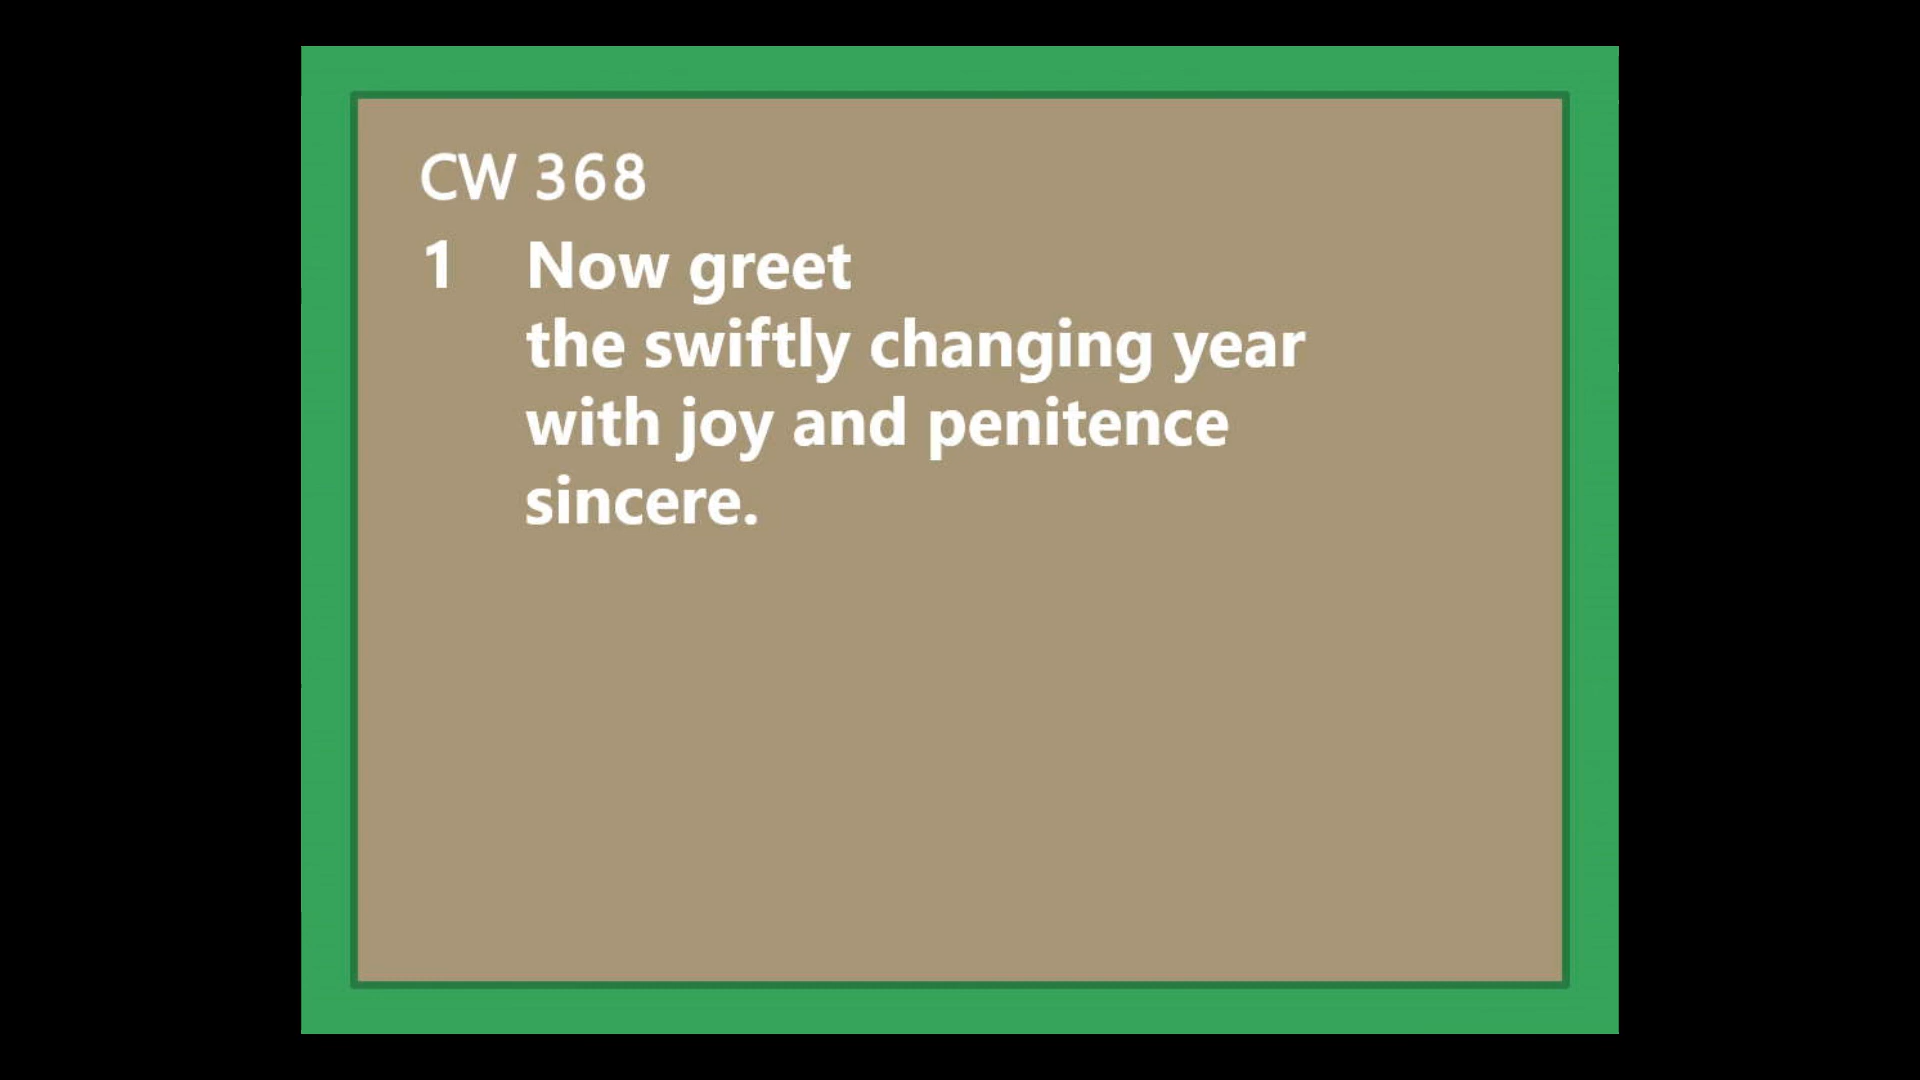 CW 368
1 Now greet
the swiftly changing year
with joy and penitence
sincere.